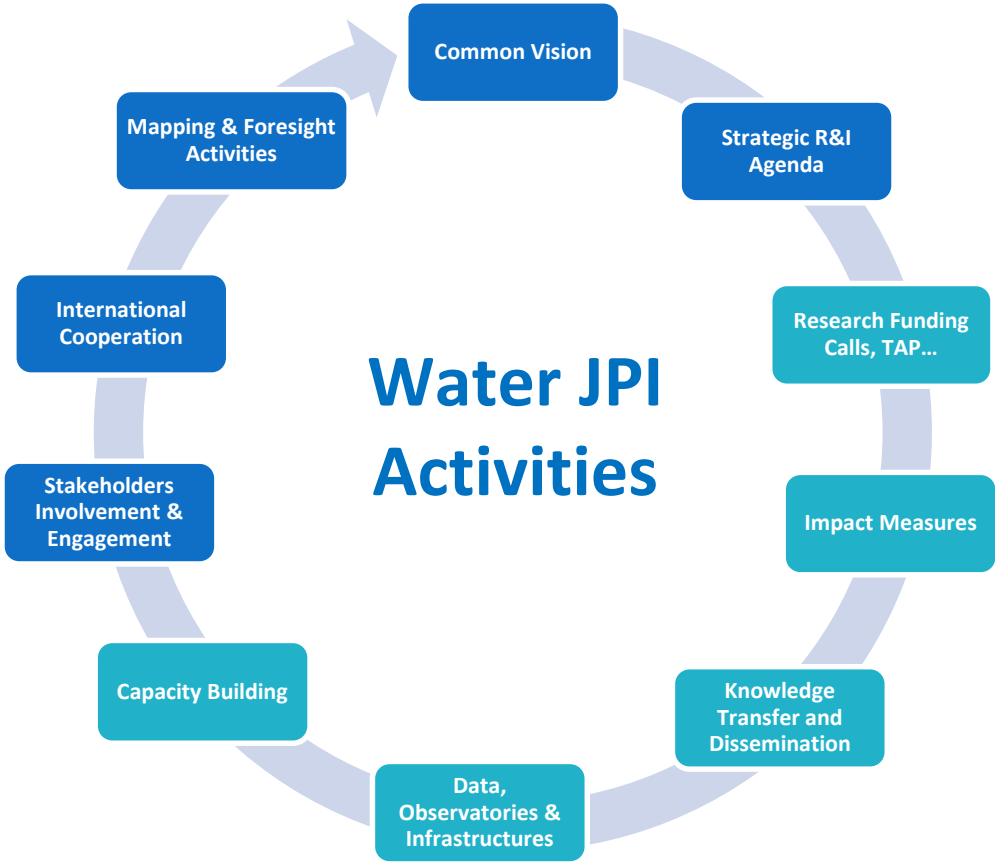 Common Vision
Strategic R&I
Agenda
Research Funding
Calls, TAP...
Impact Measures
Knowledge
Transfer and
Dissemination
Data,
Observatories &
Infrastructures
Capacity Building
Stakeholders
Involvement &
Engagement
International
Cooperation
Mapping & Foresight
Activities
Water JPI
Activities